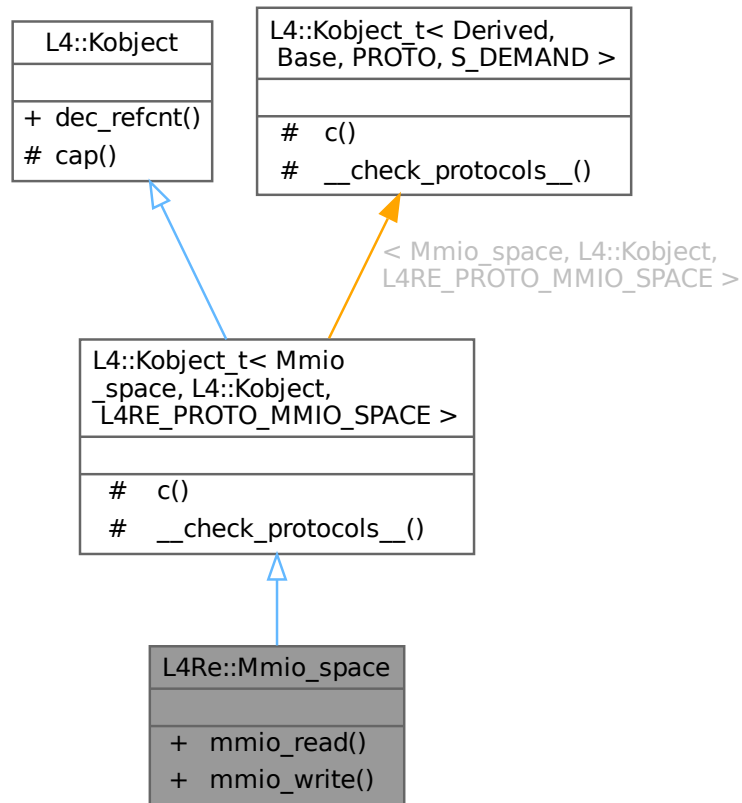 L4::Kobject
+ dec_refcnt()
# cap()
L4::Kobject_t< Derived,
Base, PROTO, S_DEMAND >
# c()
# __check_protocols__()
< Mmio_space, L4::Kobject,
L4RE_PROTO_MMIO_SPACE >
L4::Kobject_t< Mmio
_space, L4::Kobject,
L4RE_PROTO_MMIO_SPACE >
# c()
# __check_protocols__()
L4Re::Mmio_space
+ mmio_read()
+ mmio_write()